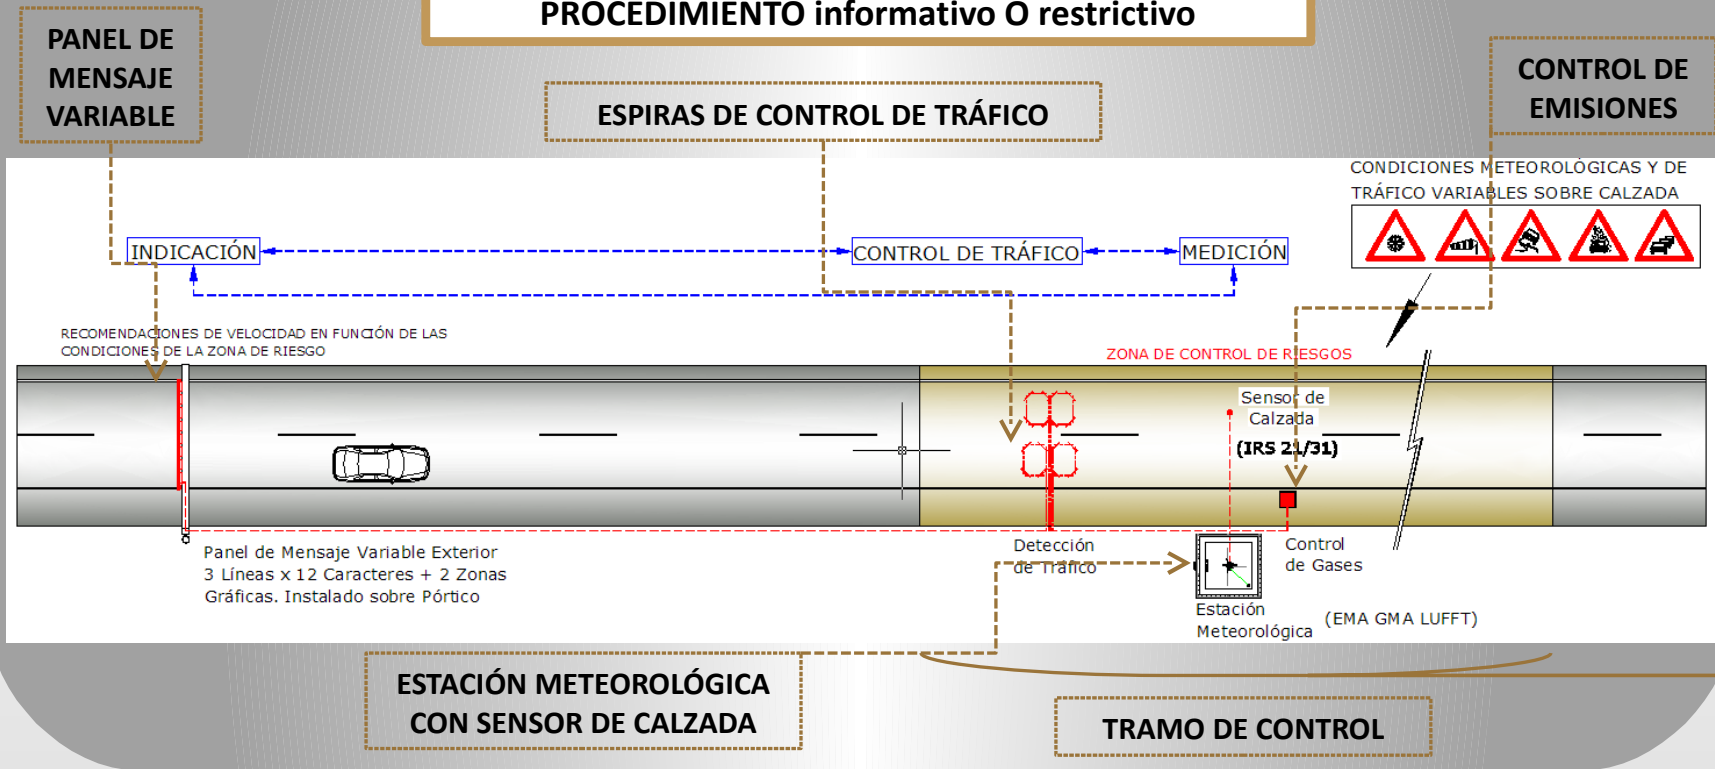 PROCEDIMIENTO informativo O restrictivo
PANEL DE
MENSAJE
VARIABLE
ESPIRAS DE CONTROL DE TRÁFICO
CONTROL DE
EMISIONES
CONDICIONES METEOROLÓGICAS Y DE
TRÁFICO VARIABLES SOBRE CALZADA
INDICACIÓN
CONTROL DE TRÁFICO
MEDICIÓN
RECOMENDACIONES DE VELOCIDAD EN FUNCIÓN DE LAS
CONDICIONES DE LA ZONA DE RIESGO
ZONA DE CONTROL DE RIESGOS
Sensor de
Calzada
(IRS 21/31)
Panel de Mensaje Variable Exterior
3 Líneas x 12 Caracteres + 2 Zonas
Gráficas. Instalado sobre Pórtico
Detección
de Tráfico
Control
de Gases
Estación
Meteorológica
(EMA GMA LUFFT)
ESTACIÓN METEOROLÓGICA
CON SENSOR DE CALZADA
TRAMO DE CONTROL